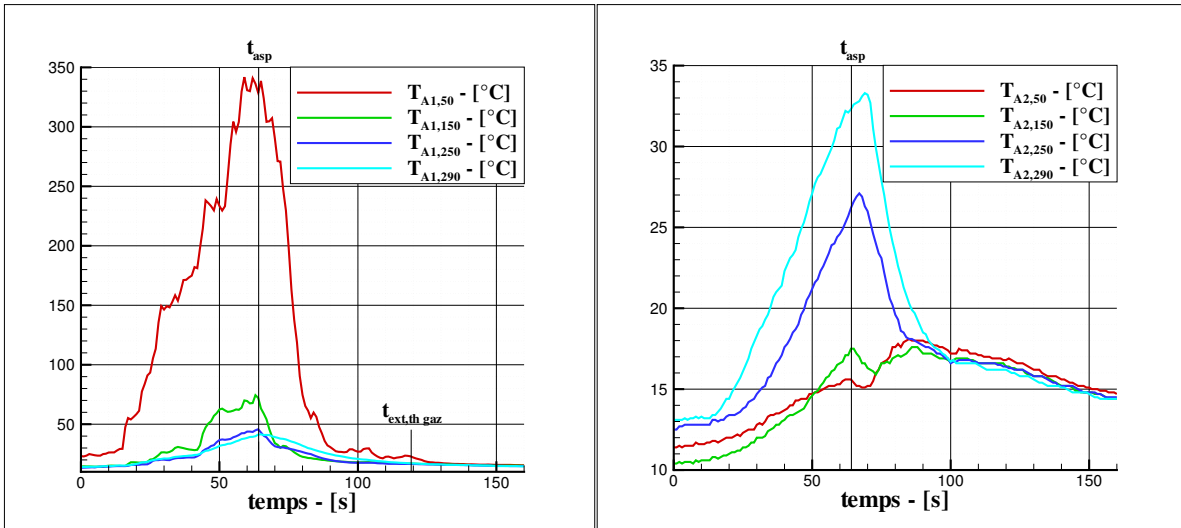 t_asp
350
300
250
200
150
100
50
T_A1,50 - [°C]
T_A1,150 - [°C]
T_A1,250 - [°C]
T_A1,290 - [°C]
t_ext,th gaz
0
50
100
150
temps - [s]
t_asp
35
30
25
20
15
10
T_A2,50 - [°C]
T_A2,150 - [°C]
T_A2,250 - [°C]
T_A2,290 - [°C]
0
50
100
150
temps - [s]